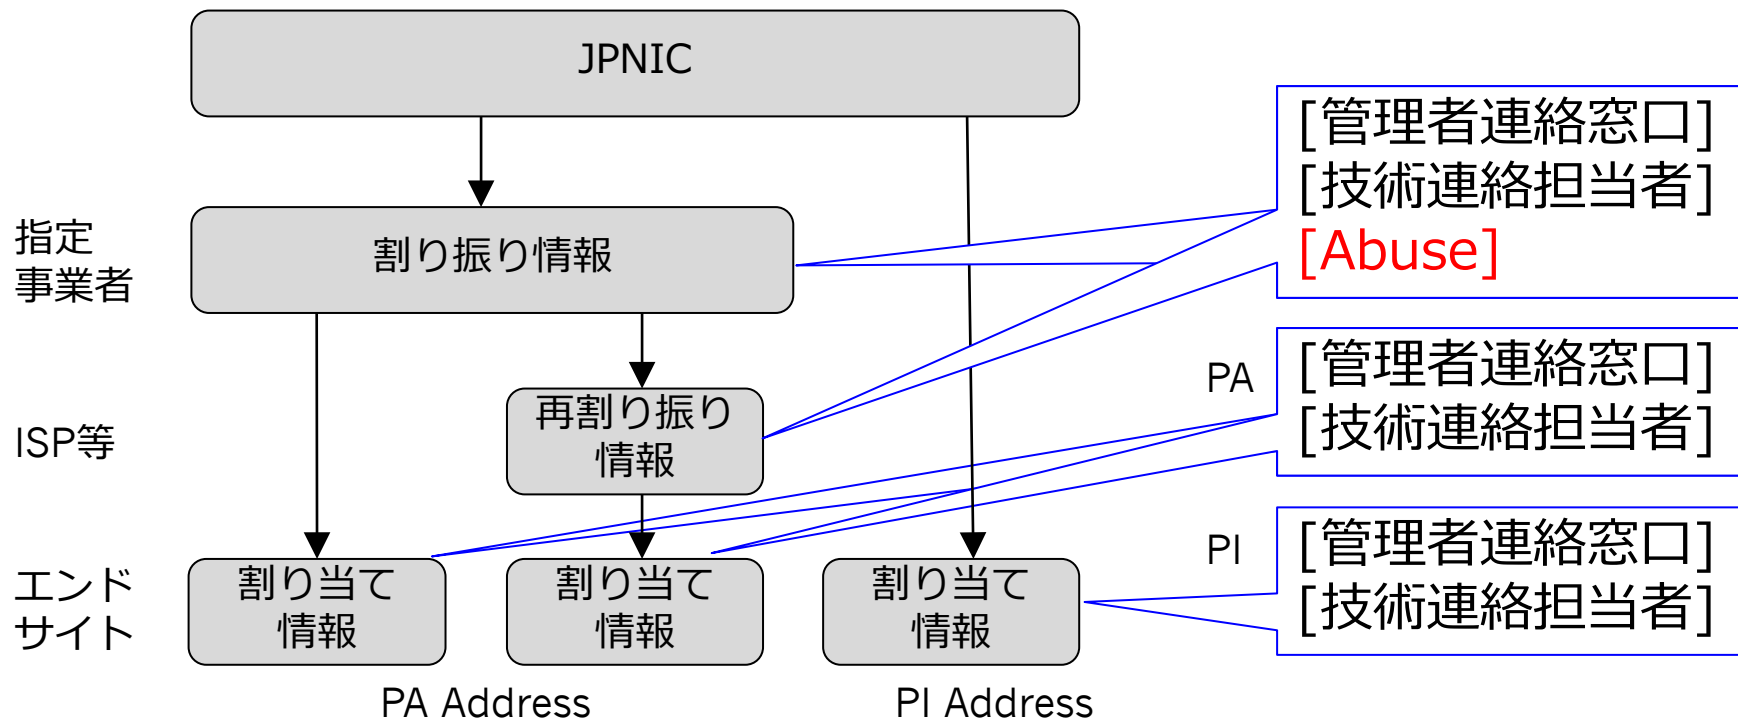 JPNIC
[管理者連絡窓口]
[技術連絡担当者]
[Abuse]
指定
事業者
割り振り情報
PA
[管理者連絡窓口]
[技術連絡担当者]
ISP等
再割り振り
情報
PI
[管理者連絡窓口]
[技術連絡担当者]
エンド
サイト
割り当て
情報
割り当て
情報
割り当て
情報
PA Address
PI Address